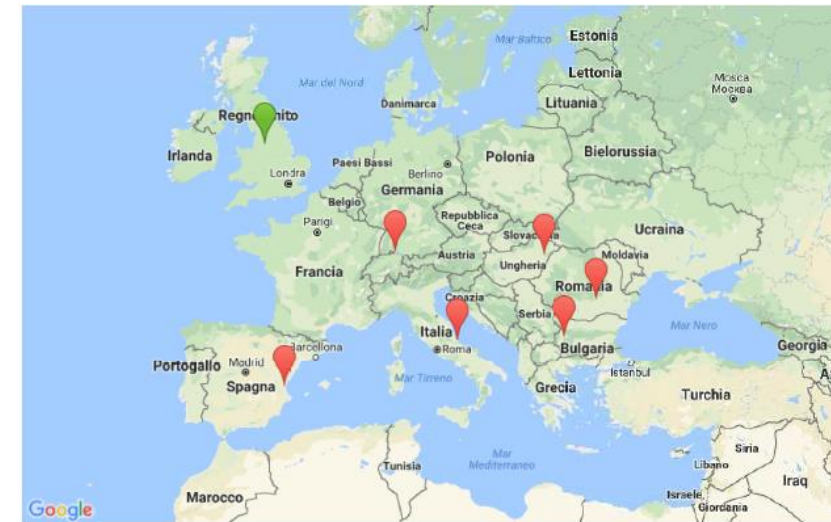 Estonia
Mar Baltico
Lettonia
Mosca
Москва
Mar del Nord
Danimarca
Lituania
Irlanda
Bielorussia
Polonia
Paesi Bassi
Berlino
Londra
Germania
Belgio
Repubblica
Ceca
Parigi
Ucraina
Moldavia
Austria
Ungheria
Francia
Romania
Croazia
Serbia
Mar Nero
Italia
Roma
Bulgaria
Georgia
Portogallo
Madrid
Spagna
Istanbul
Mar Tirreno
Grecia
Turchia
Siria
Mar
Mediterraneo
Tunisia
Libano
Iraq
Israele
Giordania
Marocco
Google